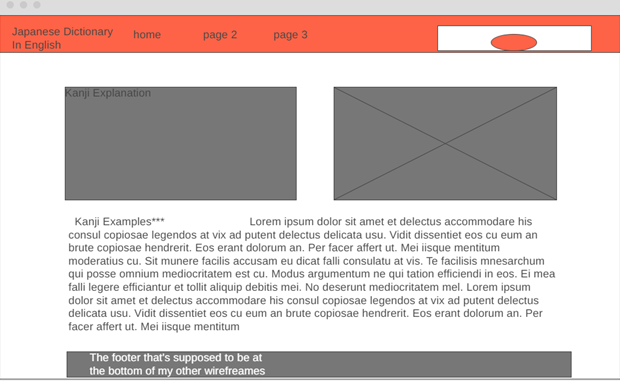 Japanese Dictionary
In English
home
page 2
page 3
Kanji Explanation
Kanji Examples*** Lorem ipsum dolor sit amet et delectus accommodare his
consul copiosae legendos at vix ad putent delectus delicata usu. Vidit dissentiet eos cu eum an
brute copiosae hendrerit. Eos erant dolorum an. Per facer affert ut. Mei iisque mentitum
moderatius cu. Sit munere facilis accusam eu dicat falli consulatu at vis. Te facilisis mnesarchum
qui posse omnium mediocritatem est cu. Modus argumentum ne qui tation efficiendi in eos. Ei mea
falli legere efficiantur et tollit aliquip debitis mei. No deserunt mediocritatem mel. Lorem ipsum
dolor sit amet et delectus accommodare his consul copiosae legendos at vix ad putent delectus
delicata usu. Vidit dissentiet eos cu eum an brute copiosae hendrerit. Eos erant dolorum an. Per
facer affert ut. Mei iisque mentitum
The footer that's supposed to be at
the bottom of my other wirefreames